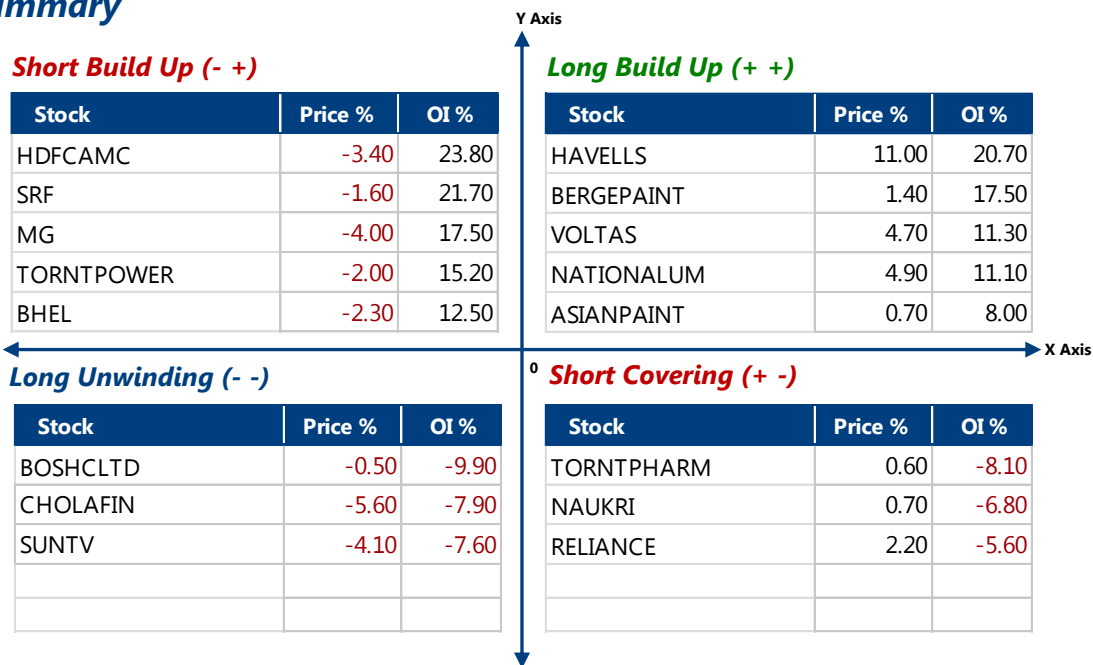 ummary
Y Axis
Short Build Up (- +)
Stock Price % OI %
HDFCAMC -3.40 23.80
SRF -1.60 21.70
MG -4.00 17.50
TORNTPOWER -2.00 15.20
BHEL -2.30 12.50
Long Build Up (+ +)
Stock Price % OI %
HAVELLS 11.00 20.70
BERGEPAINT 1.40 17.50
VOLTAS 4.70 11.30
NATIONALUM 4.90 11.10
ASIANPAINT 0.70 8.00
X Axis
0
Long Unwinding (- -)
Stock Price % OI %
BOSHCLTD -0.50 -9.90
CHOLAFIN -5.60 -7.90
SUNTV -4.10 -7.60
Short Covering (+ -)
Stock Price % OI %
TORNTPHARM 0.60 -8.10
NAUKRI 0.70 -6.80
RELIANCE 2.20 -5.60